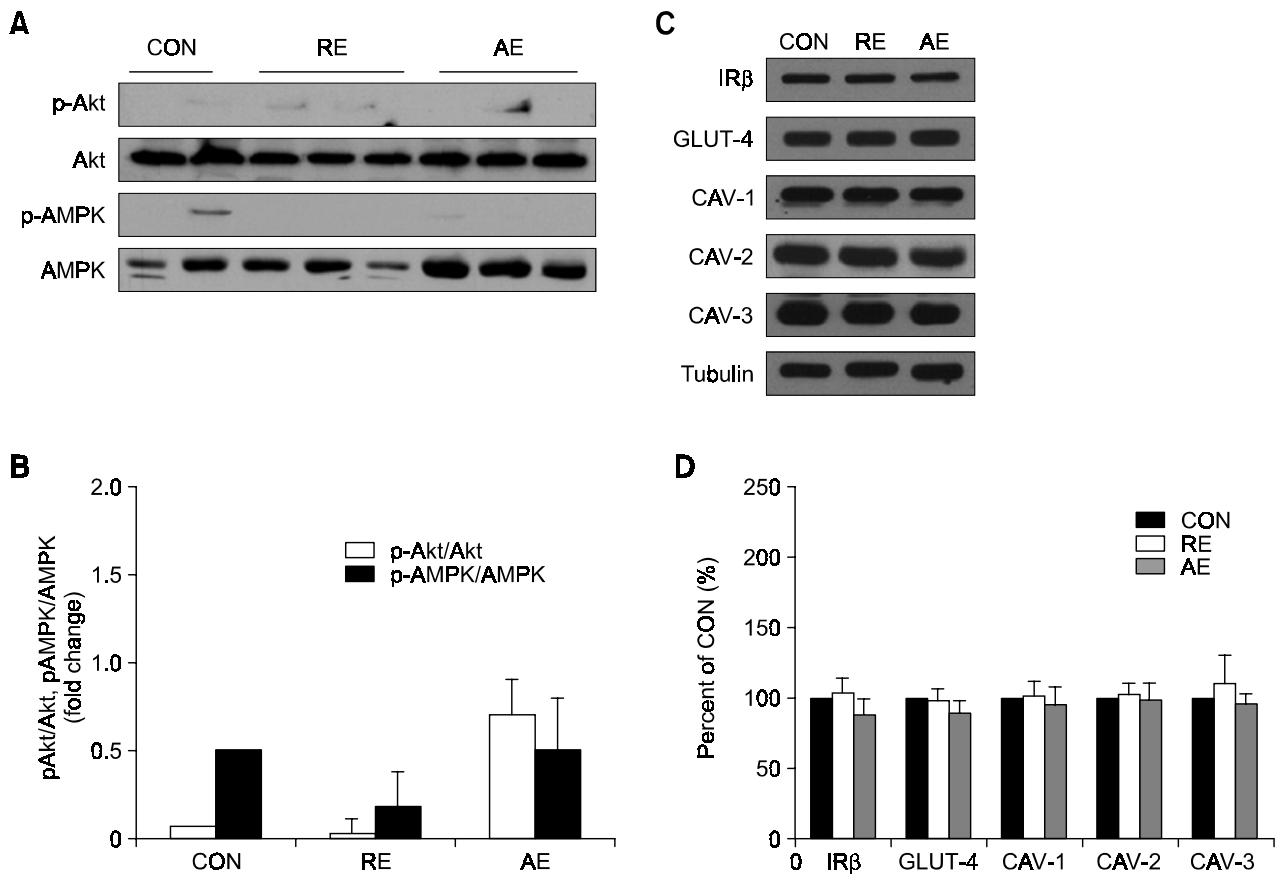 A
CON RE AE
p-Akt
Akt
p-AMPK
AMPK
C
CON RE AE
IRβ
GLUT-4
CAV-1
CAV-2
CAV-3
Tubulin
B
pAkt/Akt, pAMPK/AMPK
(fold change)
2.0
1.5
1.0
0.5
0
p-Akt/Akt
p-AMPK/AMPK
CON RE AE
D
Percent of CON (%)
250
200
150
100
50
0
CON
RE
AE
0 IRβ GLUT-4 CAV-1 CAV-2 CAV-3